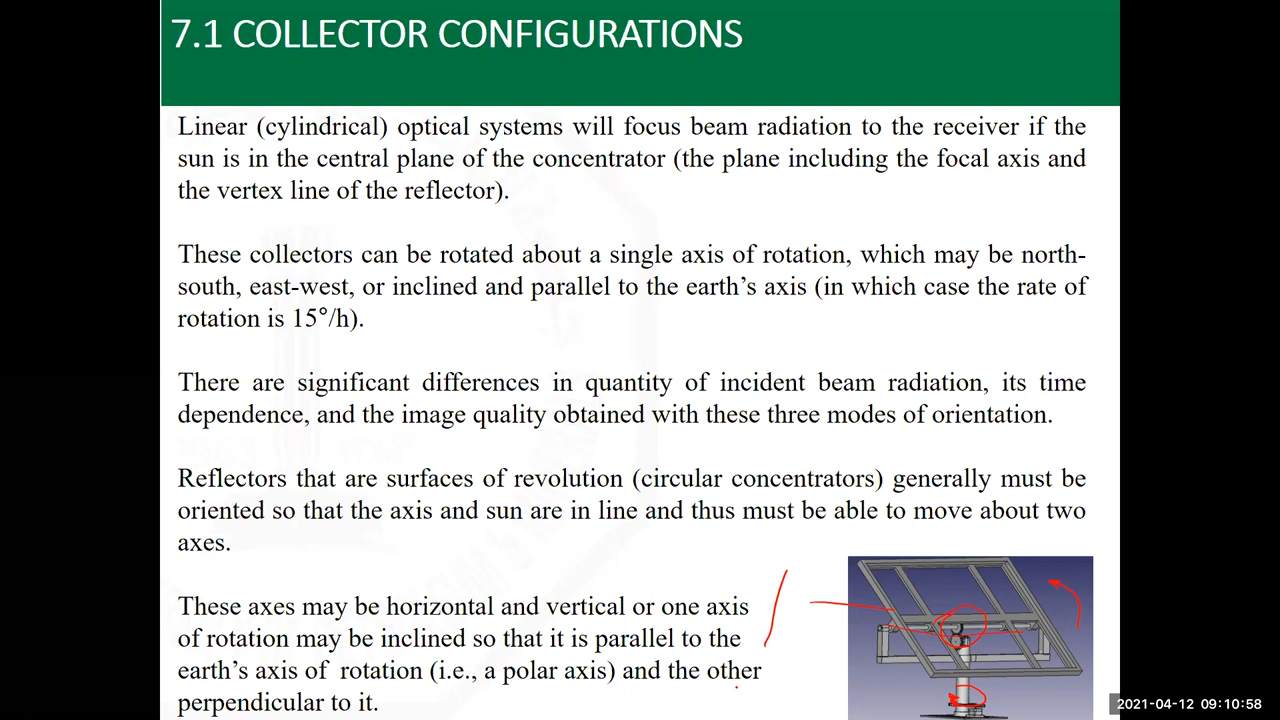 7.1 COLLECTOR CONFIGURATIONS
Linear (cylindrical) optical systems will focus beam radiation to the receiver if the
sun is in the central plane of the concentrator (the plane including the focal axis and
the vertex line of the reflector).
These collectors can be rotated about a single axis of rotation, which may be north-
south, east-west, or inclined and parallel to the earth's axis (in which case the rate of
rotation is 15°/h).
There are significant differences in quantity of incident beam radiation, its time
dependence, and the image quality obtained with these three modes of orientation.
Reflectors that are surfaces of revolution (circular concentrators) generally must be
oriented so that the axis and sun are in line and thus must be able to move about two
axes.
These axes may be horizontal and vertical or one axis
of rotation may be inclined so that it is parallel to the
earth's axis of rotation (i.e., a polar axis) and the other
perpendicular to it.
2021-04-12 09:10:58